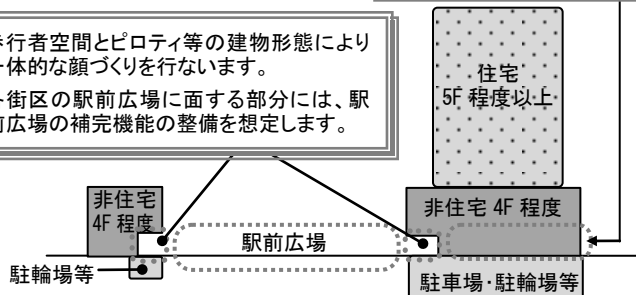 行者空間とピロティ等の建物形態により
体的な顔づくりを行ないます。
街区の駅前広場に面する部分には、駅
前広場の補完機能の整備を想定します。
住宅
5F 程度以上
非住宅
4F 程度
非住宅 4F 程度
駅前広場
駐輪場等
駐車場・駐輪場等